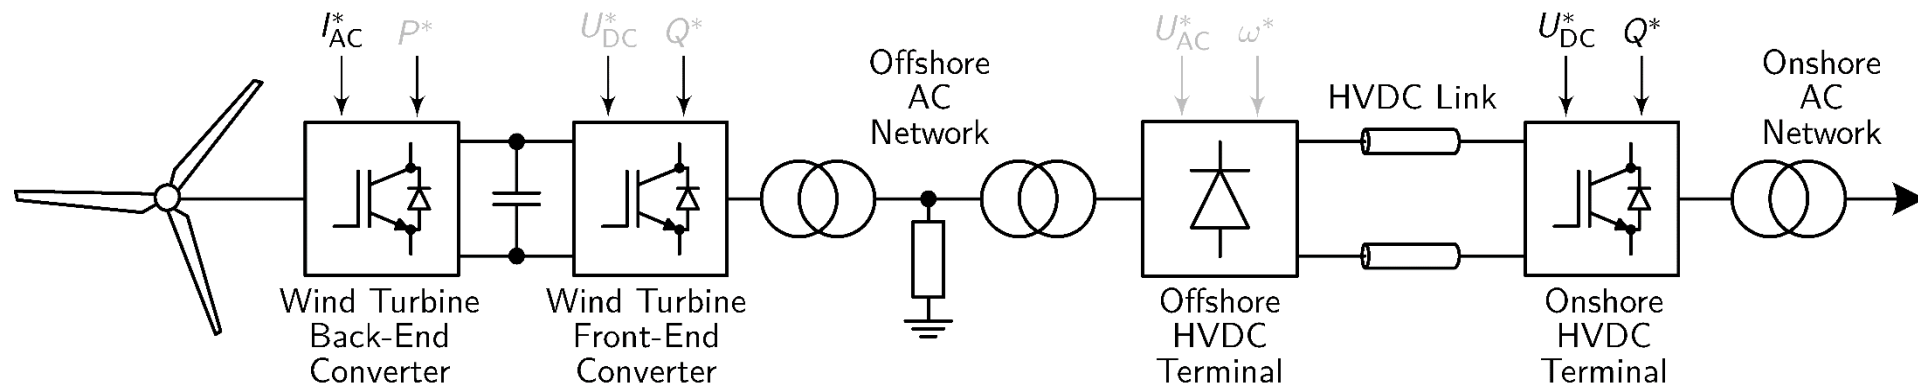 I*AC P* U*DC Q* U*AC ω* U*DC Q*
Offshore
AC
Network
HVDC Link
Onshore
AC
Network
Wind Turbine
Back-End
Converter
Wind Turbine
Front-End
Converter
Offshore
HVDC
Terminal
Onshore
HVDC
Terminal